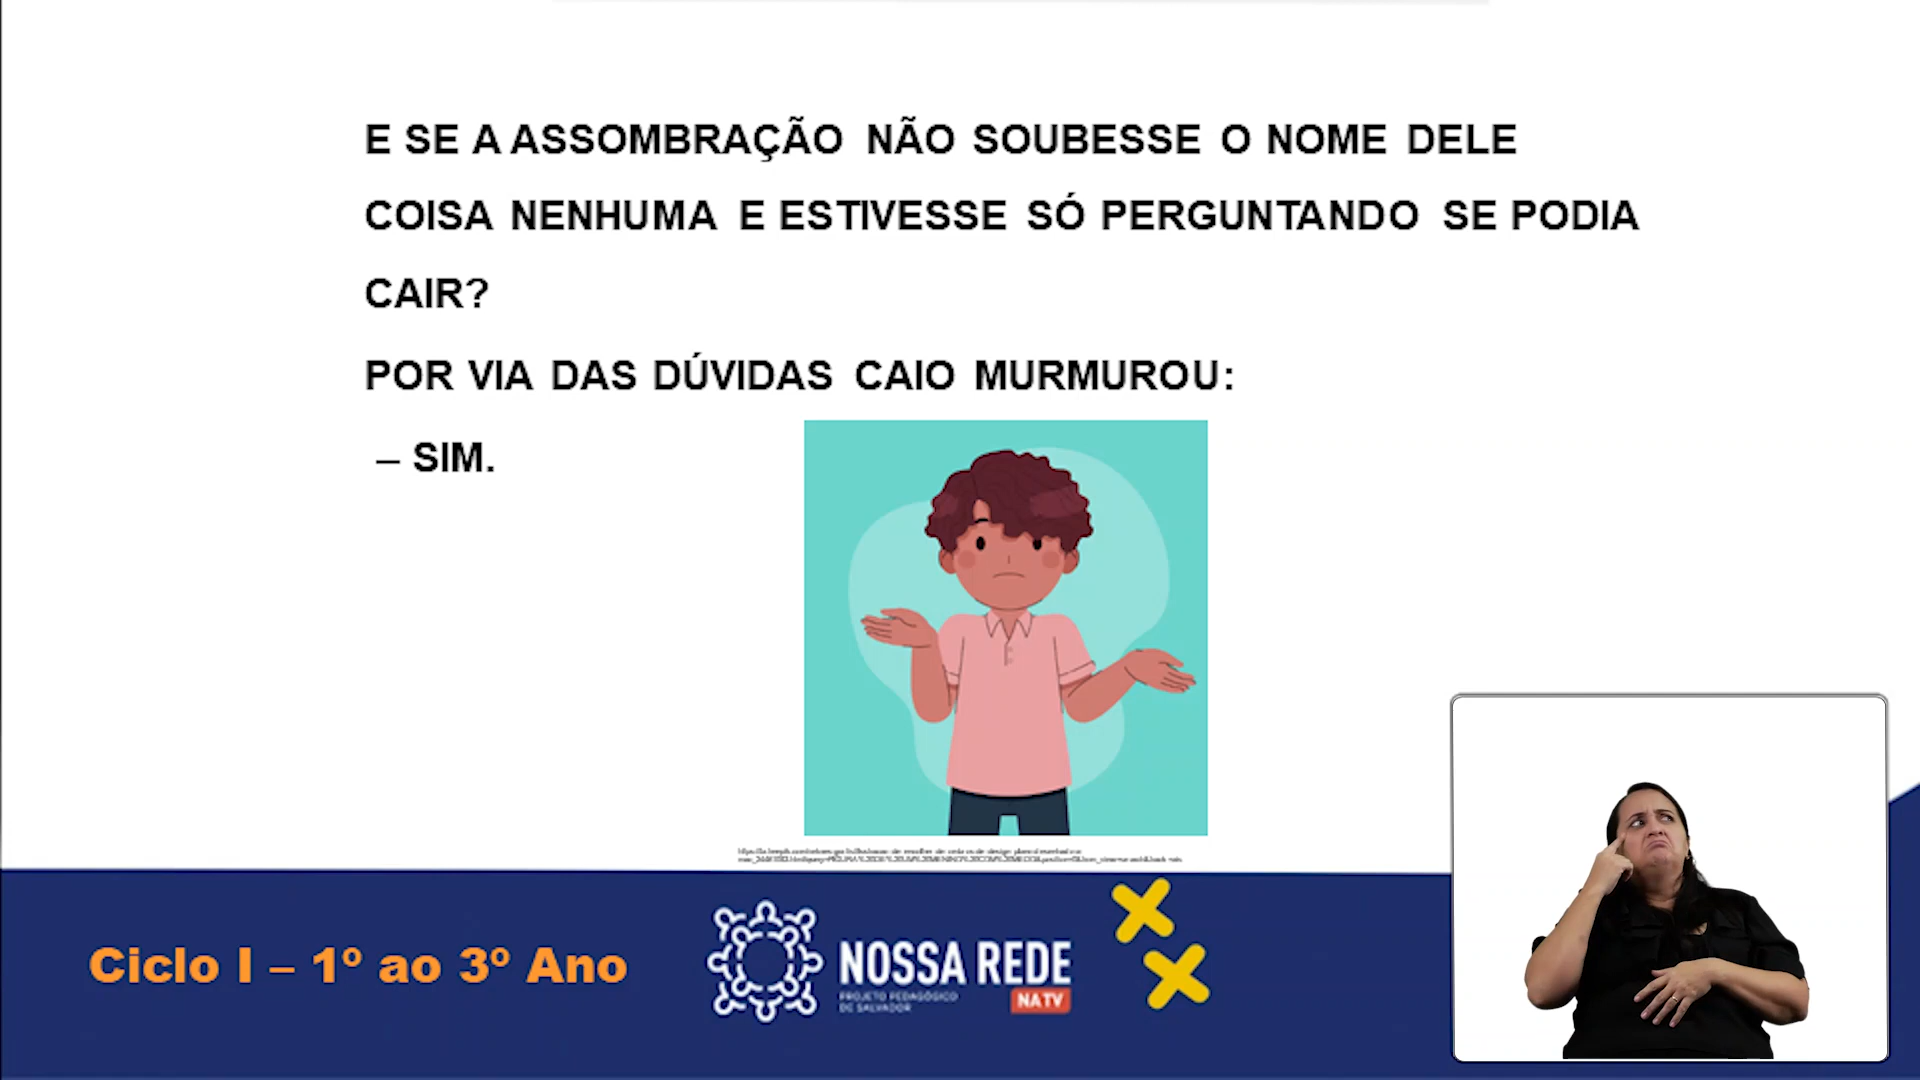 E SE A ASSOMBRAÇÃO NÃO SOUBESSE O NOME DELE
COISA NENHUMA E ESTIVESSE SÓ PERGUNTANDO SE PODIA
CAIR?
POR VIA DAS DÚVIDAS CAIO MURMUROU:
– SIM.
Ciclo I – 1º ao 3º Ano
NOSSA REDE
NA TV
PROJETO PEDAGÓGICO
DE SALVADOR